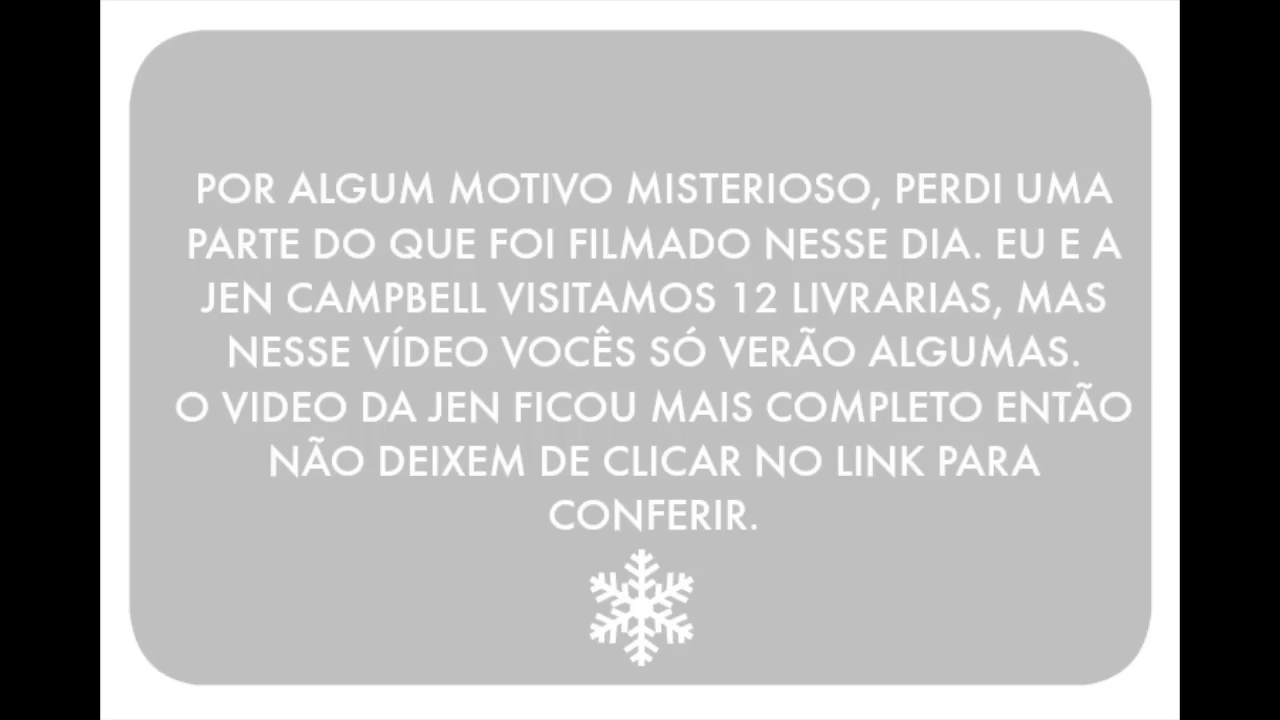 POR ALGUM MOTIVO MISTERIOSO, PERDI UMA
PARTE DO QUE FOI FILMADO NESSE DIA. EU E A
JEN CAMPBELL VISITAMOS 12 LIVRARIAS, MAS
NESSE VÍDEO VOCÊS SÓ VERÃO ALGUMAS.
O VIDEO DA JEN FICOU MAIS COMPLETO ENTÃO
NÃO DEIXEM DE CLICAR NO LINK PARA
CONFERIR.